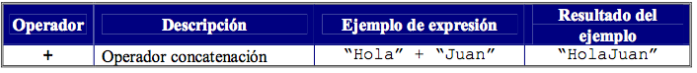 Operador Descripción Ejemplo de expresión Resultado del ejemplo
+ Operador concatenación “Hola” + “Juan” “HolaJuan”